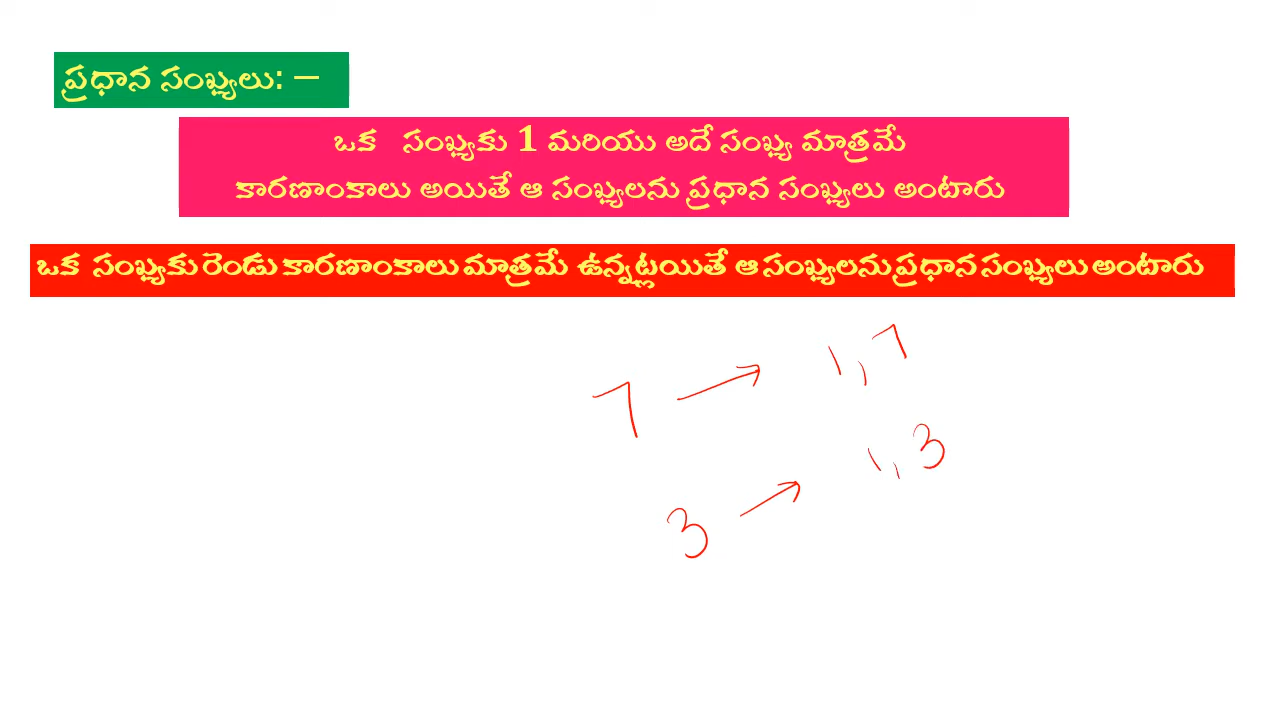 ప్రధాన సంఖ్యలు: –
ఒక సంఖ్యకు 1 మరియు అదే సంఖ్య మాత్రమే
కారణాంకాలు అయితే ఆ సంఖ్యలను ప్రధాన సంఖ్యలు అంటారు
ఒక సంఖ్యకు రెండు కారణాంకాలు మాత్రమే ఉన్నట్లయితే ఆ సంఖ్యలను ప్రధాన సంఖ్యలు అంటారు
7 → 1, 7
3 → 1, 3